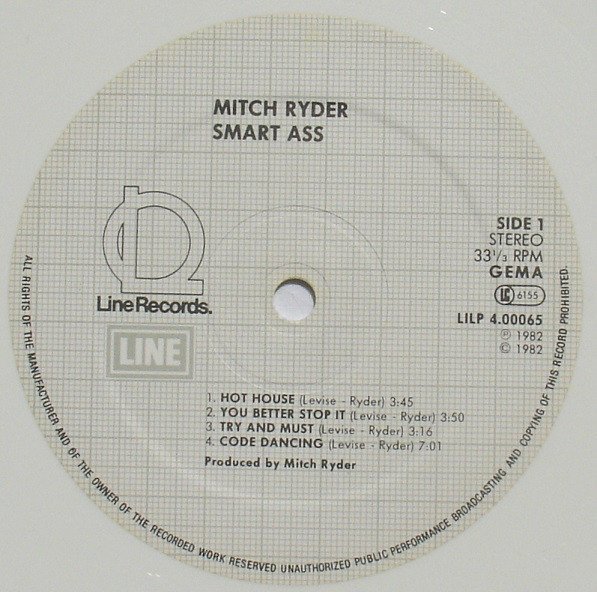 MITCH RYDER
SMART ASS
SIDE 1
STEREO
33 1/3 RPM
GEMA
LC 6155
LILP 4.00065
℗ 1982
© 1982
LineRecords.
LINE
1. HOT HOUSE (Levise - Ryder) 3:45
2. YOU BETTER STOP IT (Levise - Ryder) 3:50
3. TRY AND MUST (Levise - Ryder) 3:16
4. CODE DANCING (Levise - Ryder) 7:01
Produced by Mitch Ryder
ALL RIGHTS OF THE MANUFACTURER AND OF THE OWNER OF THE RECORDED WORK RESERVED UNAUTHORIZED PUBLIC PERFORMANCE BROADCASTING AND COPYING OF THIS RECORD PROHIBITED.